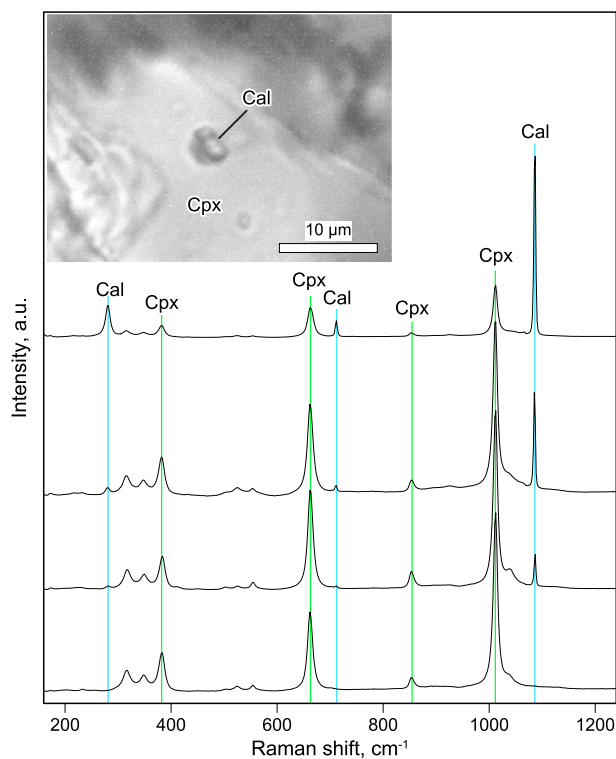 Cal
Cpx
10 µm
Cal
Cpx
Cal
Cpx
Cpx
Cal
Cpx
Intensity, a.u.
200 400 600 800 1000 1200
Raman shift, cm⁻¹